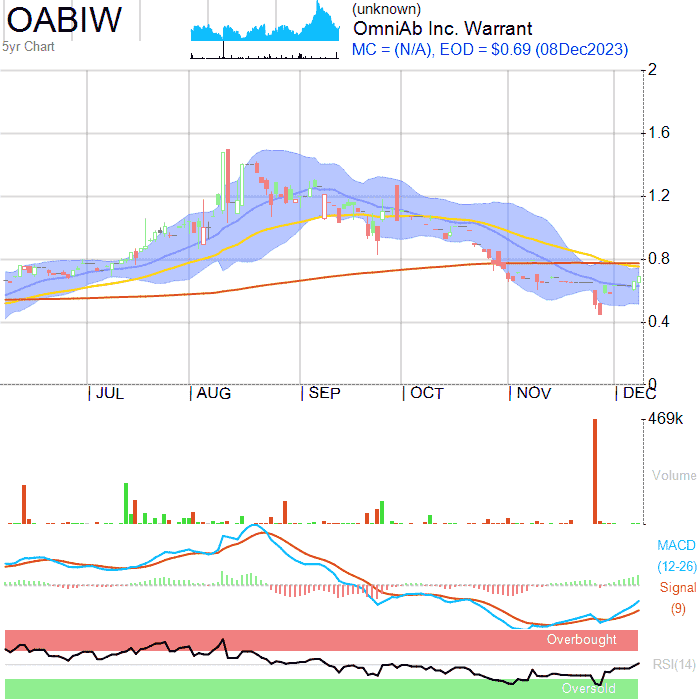 OABIW
5yr Chart
(unknown)
OmniAb Inc. Warrant
MC = (N/A), EOD = $0.69 (08Dec2023)
2
1.6
1.2
0.8
0.4
0
JUL AUG SEP OCT NOV DEC
469k
Volume
MACD
(12-26)
Signal
(9)
Overbought
RSI(14)
Oversold